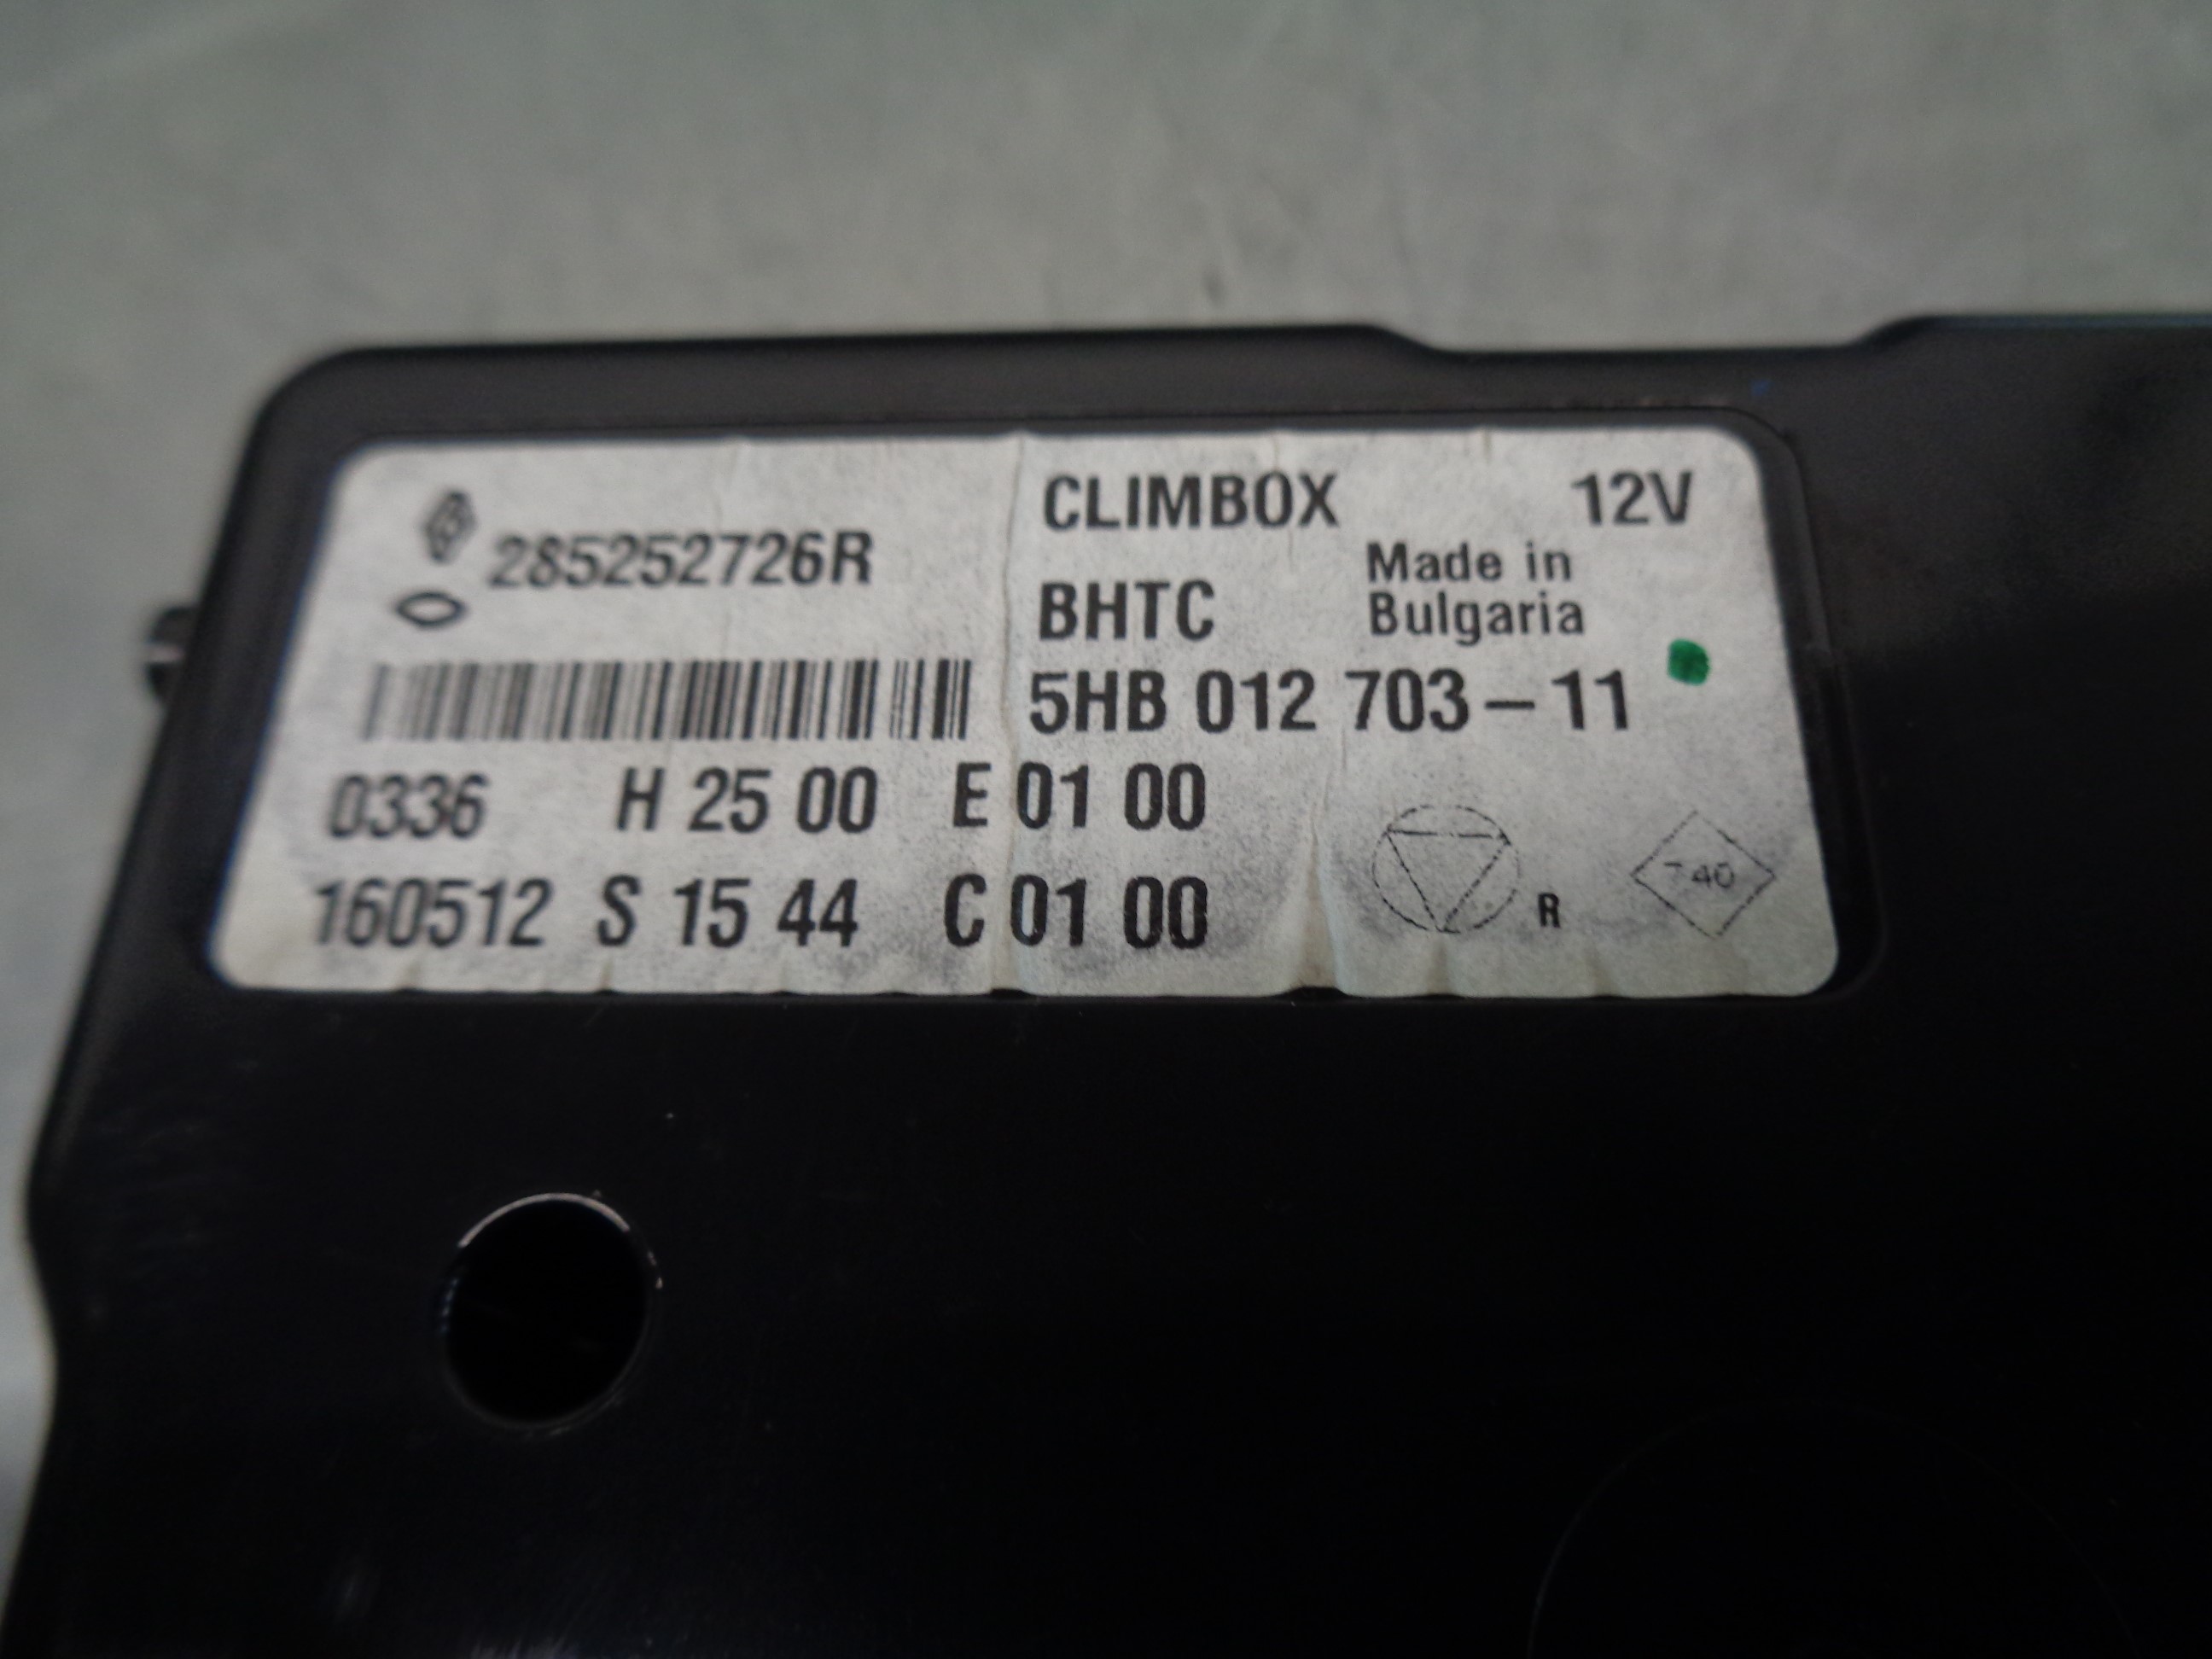 285252726R
CLIMBOX 12V
BHTC
Made in
Bulgaria
5HB 012 703-11
0336 H 25 00 E 01 00
160512 S 15 44 C 01 00
R
740